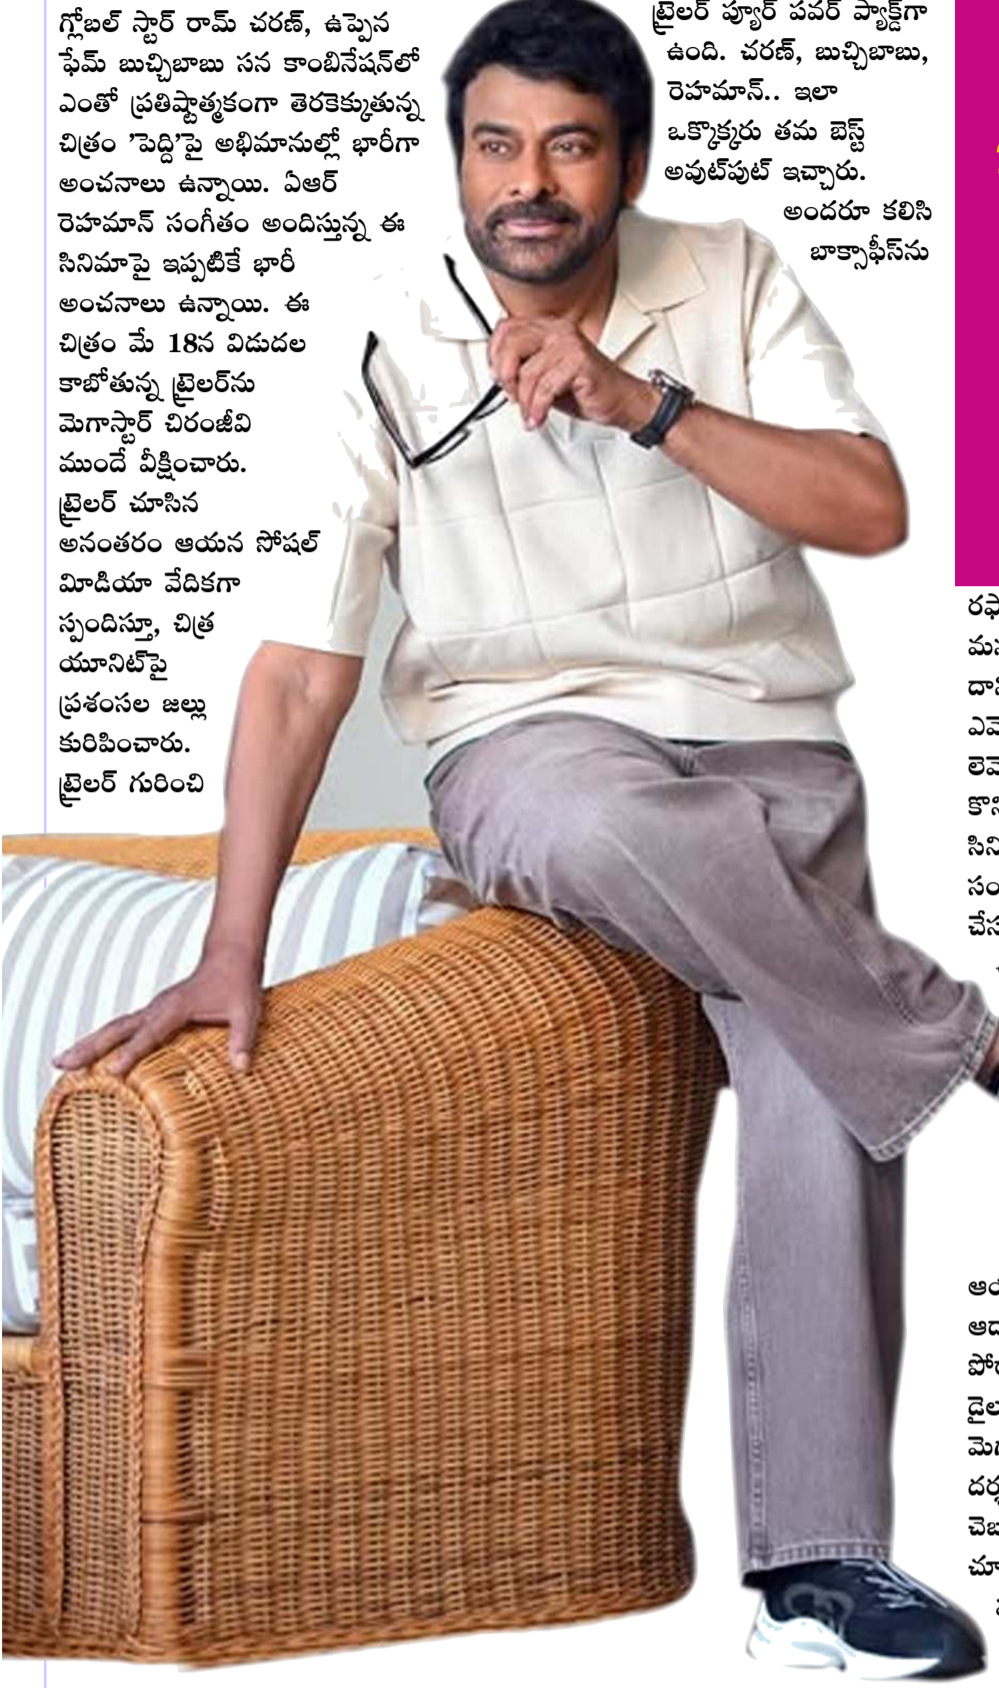 గ్లోబల్ స్టార్ రామ్ చరణ్, ఉప్పెన
ఫేమ్ బుచ్చిబాబు సన కాంబినేషన్‌లో
ఎంతో ప్రతిష్టాత్మకంగా తెరకెక్కుతున్న
చిత్రం 'పెద్ది'పై అభిమానుల్లో భారీగా
అంచనాలు ఉన్నాయి. ఏఆర్
రెహమాన్ సంగీతం అందిస్తున్న ఈ
సినిమాపై ఇప్పటికే భారీ
అంచనాలు ఉన్నాయి. ఈ
చిత్రం మే 18న విడుదల
కాబోతున్న ట్రైలర్‌ను
మెగాస్టార్ చిరంజీవి
ముందే వీక్షించారు.
ట్రైలర్ చూసిన
అనంతరం ఆయన సోషల్
మీడియా వేదికగా
స్పందిస్తూ, చిత్ర
యూనిట్‌పై
ప్రశంసల జల్లు
కురిపించారు.
ట్రైలర్ గురించి
ట్రైలర్ ప్యూర్ పవర్ ప్యాక్డ్‌గా
ఉంది. చరణ్, బుచ్చిబాబు,
రెహమాన్.. ఇలా
ఒక్కొక్కరు తమ బెస్ట్
అవుట్‌పుట్ ఇచ్చారు.
అందరూ కలిసి
బాక్సాఫీస్‌ను